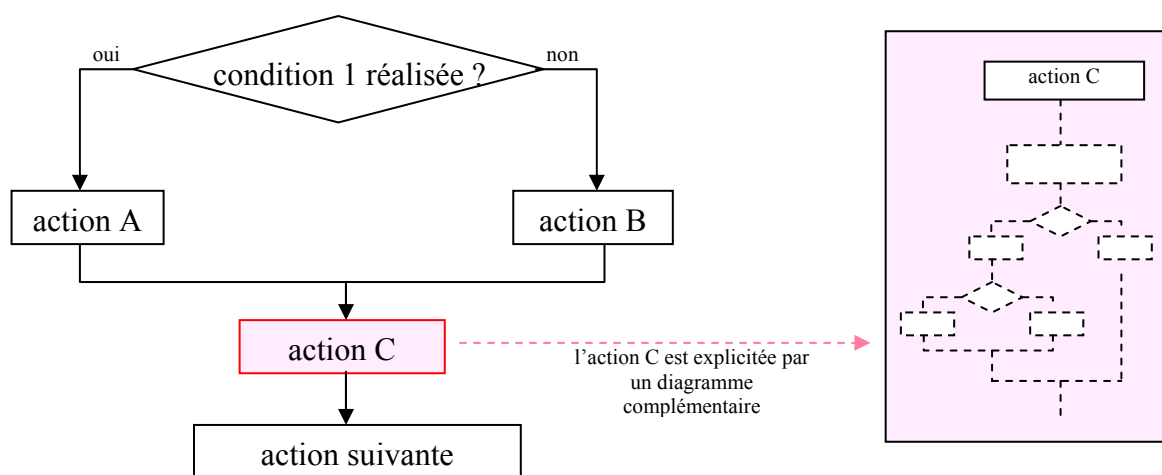 oui
condition 1 réalisée ?
non
action C
action A
action B
action C
l'action C est explicitée par
un diagramme
complémentaire
action suivante